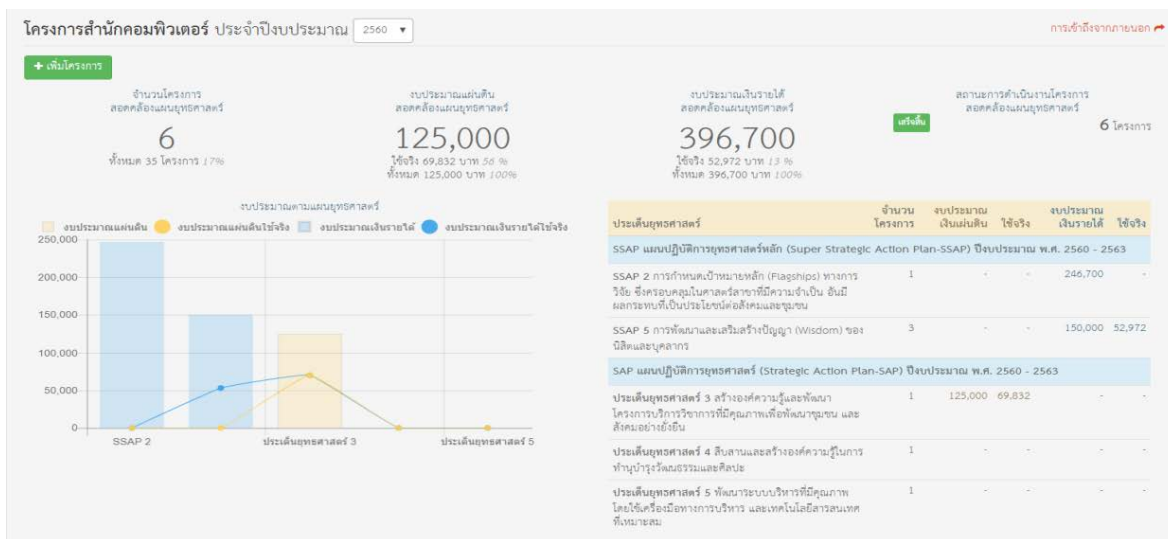 โครงการสำนักคอมพิวเตอร์ ประจำปีงบประมาณ 2560
การเข้าถึงจากภายนอก
+ เพิ่มโครงการ
จำนวนโครงการ
สอดคล้องแผนยุทธศาสตร์
6
ทั้งหมด 35 โครงการ 17%
งบประมาณแผ่นดิน
สอดคล้องแผนยุทธศาสตร์
125,000
ใช้จริง 69,832 บาท 56 %
ทั้งหมด 125,000 บาท 100%
งบประมาณเงินรายได้
สอดคล้องแผนยุทธศาสตร์
396,700
ใช้จริง 52,972 บาท 13 %
ทั้งหมด 396,700 บาท 100%
สถานะการดำเนินงานโครงการ
สอดคล้องแผนยุทธศาสตร์
เสร็จสิ้น 6 โครงการ
งบประมาณตามแผนยุทธศาสตร์
งบประมาณแผ่นดิน งบประมาณแผ่นดินใช้จริง งบประมาณเงินรายได้ งบประมาณเงินรายได้ใช้จริง
250,000
200,000
150,000
100,000
50,000
0
SSAP 2 ประเด็นยุทธศาสตร์ 3 ประเด็นยุทธศาสตร์ 5
ประเด็นยุทธศาสตร์ จำนวนโครงการ งบประมาณเงินแผ่นดิน ใช้จริง งบประมาณเงินรายได้ ใช้จริง
SSAP แผนปฏิบัติการยุทธศาสตร์หลัก (Super Strategic Action Plan-SSAP) ปีงบประมาณ พ.ศ. 2560 - 2563
SSAP 2 การกำหนดเป้าหมายหลัก (Flagships) ทางการ 1 - - 246,700 -
วิจัย ซึ่งครอบคลุมในศาสตร์สาขาที่มีความจำเป็น อันมี
ผลกระทบที่เป็นประโยชน์ต่อสังคมและชุมชน
SSAP 5 การพัฒนาและเสริมสร้างปัญญา (Wisdom) ของ 3 - - 150,000 52,972
นิสิตและบุคลากร
SAP แผนปฏิบัติการยุทธศาสตร์ (Strategic Action Plan-SAP) ปีงบประมาณ พ.ศ. 2560 - 2563
ประเด็นยุทธศาสตร์ 3 สร้างองค์ความรู้และพัฒนา 1 125,000 69,832 - -
โครงการบริการวิชาการที่มีคุณภาพเพื่อพัฒนาชุมชน และ
สังคมอย่างยั่งยืน
ประเด็นยุทธศาสตร์ 4 สืบสานและสร้างองค์ความรู้ในการ 1 - - - -
ทำนุบำรุงวัฒนธรรมและศิลปะ
ประเด็นยุทธศาสตร์ 5 พัฒนาระบบบริหารที่มีคุณภาพ 1 - - - -
โดยใช้เครื่องมือทางการบริหาร และเทคโนโลยีสารสนเทศ
ที่เหมาะสม